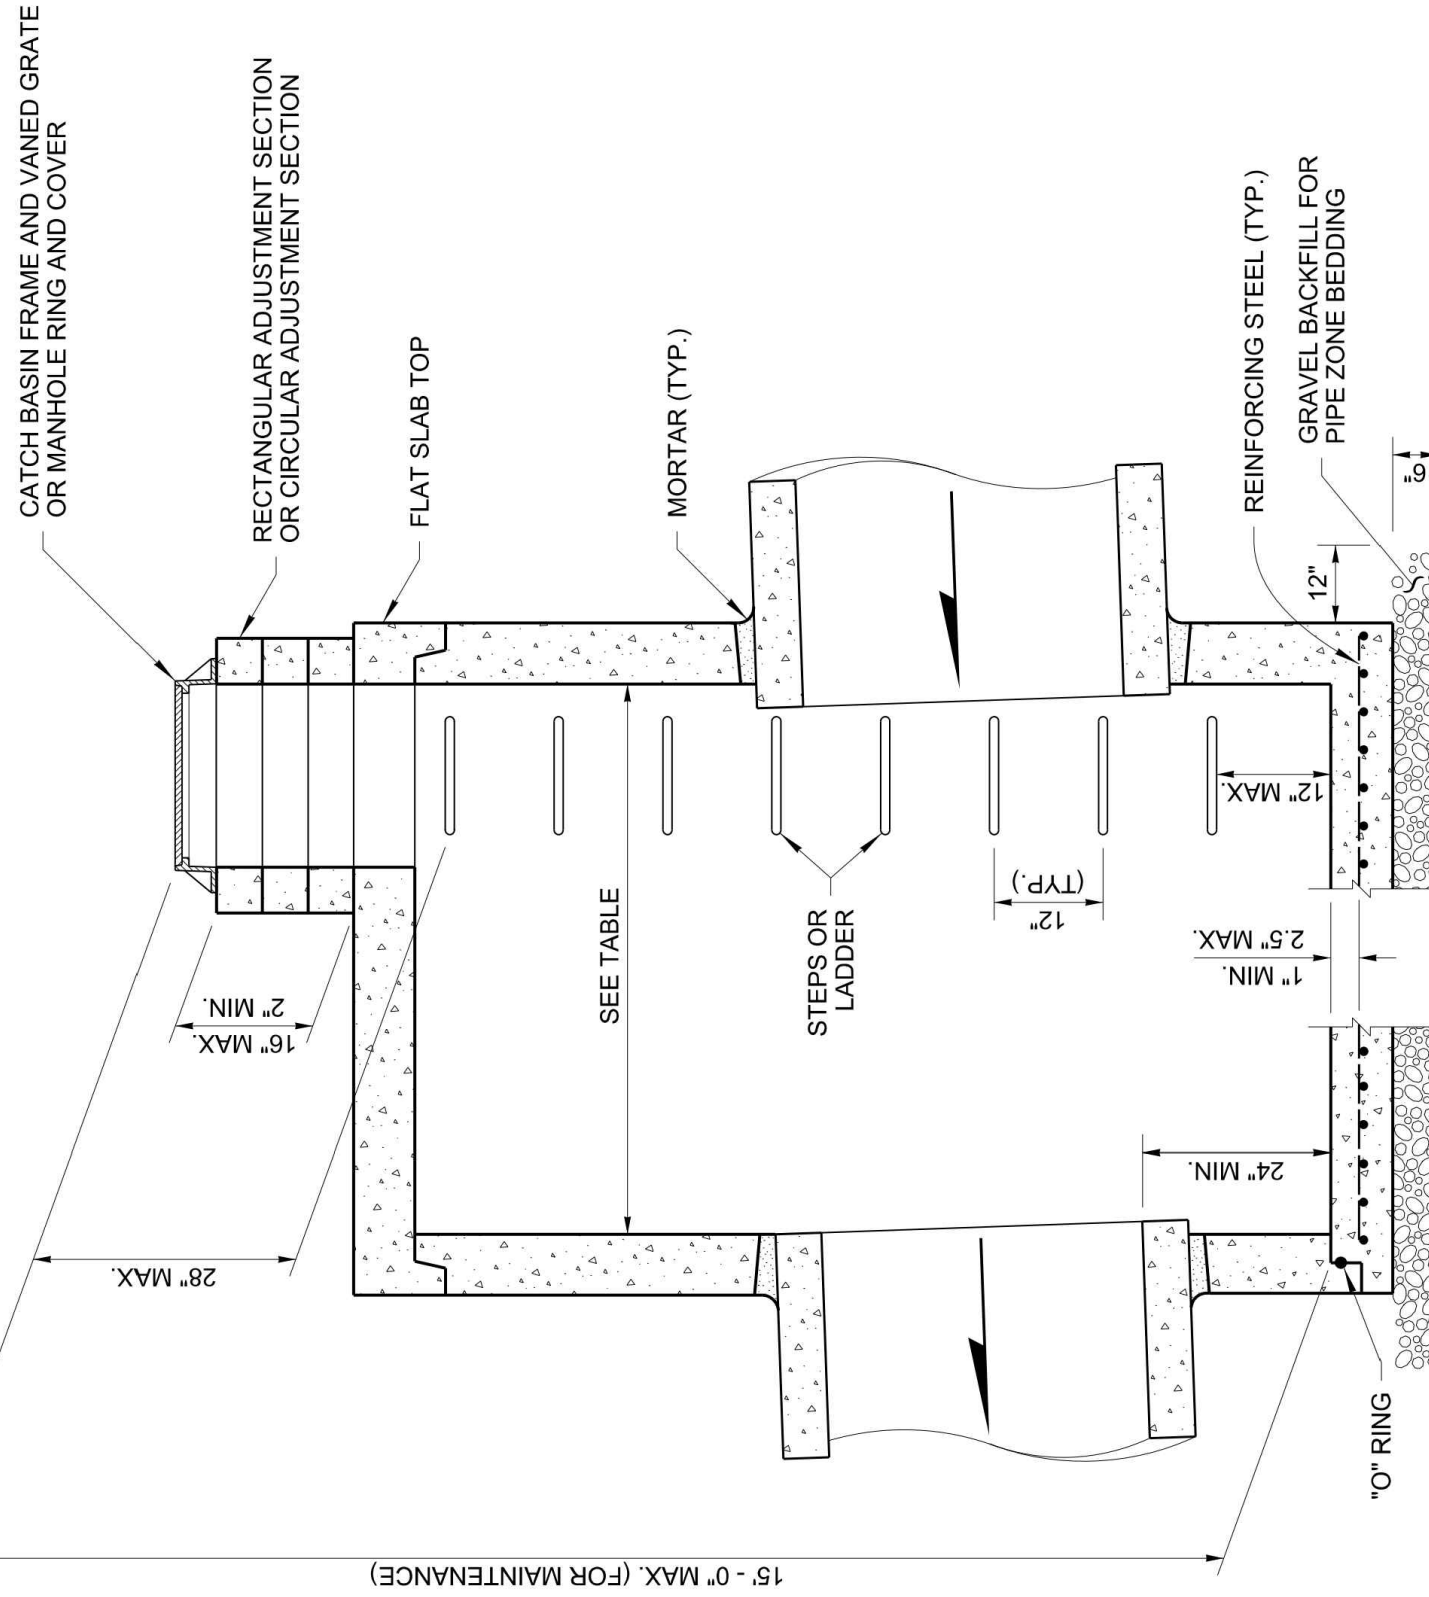 CATCH BASIN FRAME AND VANED GRATE
OR MANHOLE RING AND COVER
RECTANGULAR ADJUSTMENT SECTION
OR CIRCULAR ADJUSTMENT SECTION
FLAT SLAB TOP
MORTAR (TYP.)
REINFORCING STEEL (TYP.)
GRAVEL BACKFILL FOR
PIPE ZONE BEDDING
6"
12"
12" MAX.
12"
(TYP.)
STEPS OR
LADDER
SEE TABLE
1" MIN.
2.5" MAX.
16" MAX.
2" MIN.
24" MIN.
28" MAX.
"O" RING
15' - 0" MAX. (FOR MAINTENANCE)